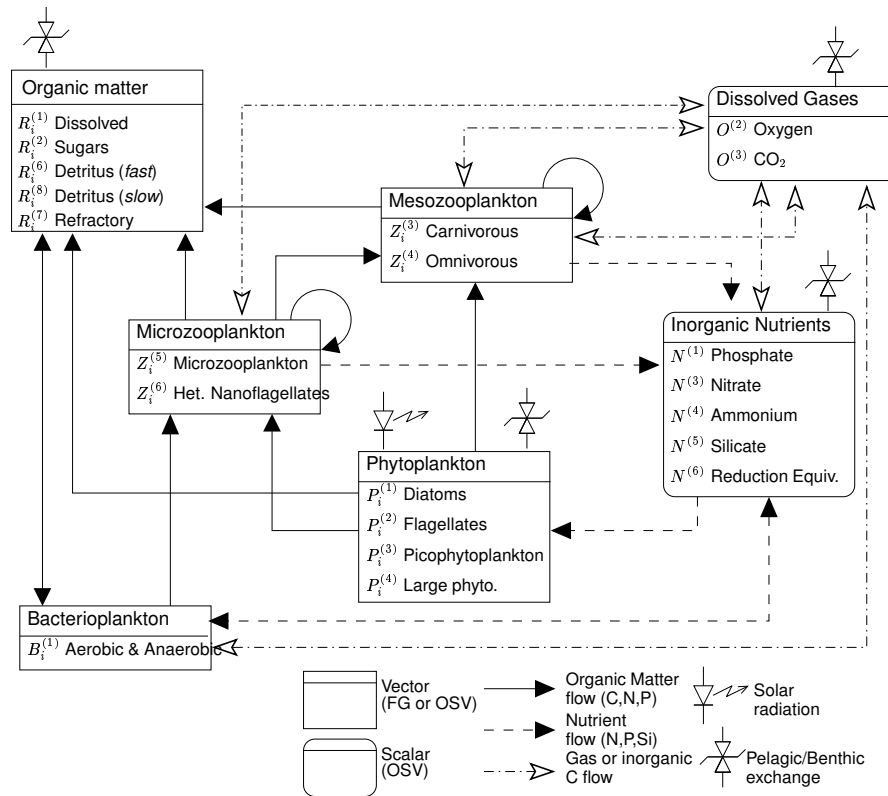 Organic matter
R_i^(1) Dissolved
R_i^(2) Sugars
R_i^(6) Detritus (fast)
R_i^(8) Detritus (slow)
R_i^(7) Refractory
Dissolved Gases
O^(2) Oxygen
O^(3) CO₂
Mesozooplankton
Z_i^(3) Carnivorous
Z_i^(4) Omnivorous
Microzooplankton
Z_i^(5) Microzooplankton
Z_i^(6) Het. Nanoflagellates
Inorganic Nutrients
N^(1) Phosphate
N^(3) Nitrate
N^(4) Ammonium
N^(5) Silicate
N^(6) Reduction Equiv.
Phytoplankton
P_i^(1) Diatoms
P_i^(2) Flagellates
P_i^(3) Picophytoplankton
P_i^(4) Large phyto.
Bacterioplankton
B_i^(1) Aerobic & Anaerobic
Vector
(FG or OSV)
Scalar
(OSV)
Organic Matter
flow (C,N,P)
Nutrient
flow (N,P,Si)
Gas or inorganic
C flow
Solar
radiation
Pelagic/Benthic
exchange